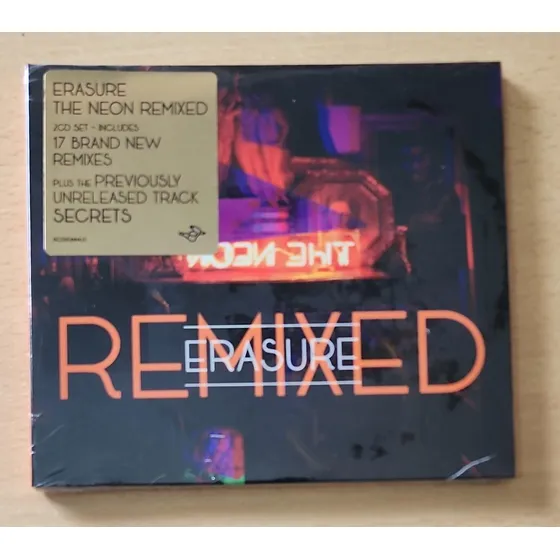 ERASURE
THE NEON REMIXED
2CD SET – INCLUDES
17 BRAND NEW
REMIXES
PLUS THE PREVIOUSLY
UNRELEASED TRACK
SECRETS
THE NEON
REMIXED
ERASURE